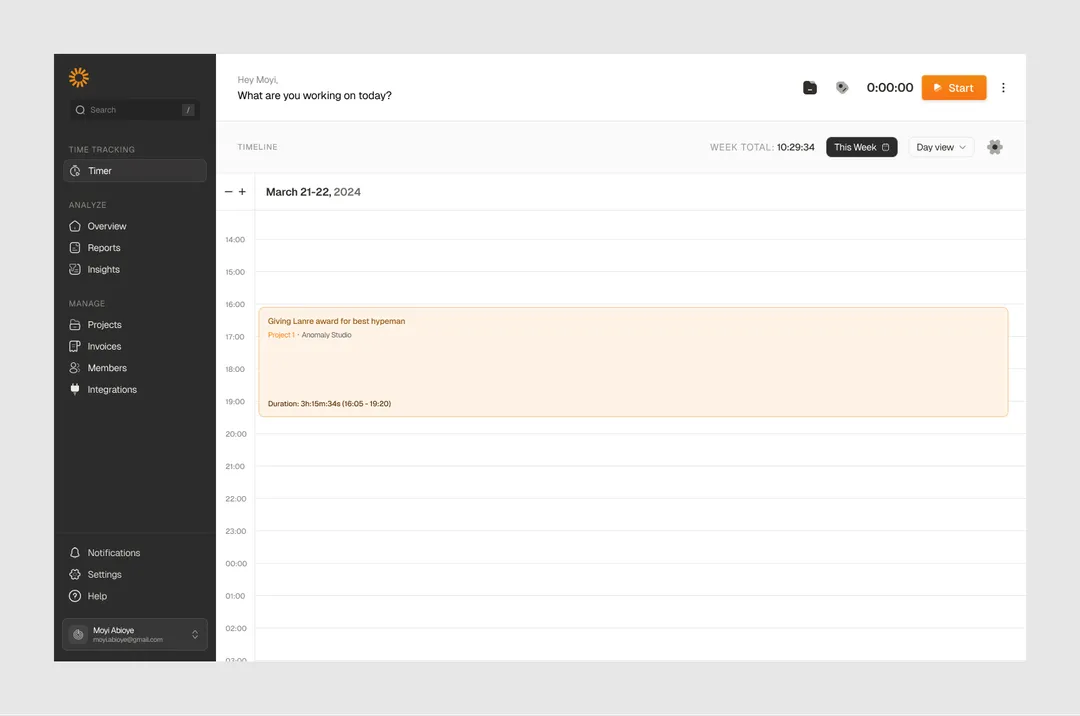 Search /
TIME TRACKING
Timer
ANALYZE
Overview
Reports
Insights
MANAGE
Projects
Invoices
Members
Integrations
Notifications
Settings
Help
Moyi Abioye
moyi.abioye@gmail.com
Hey Moyi,
What are you working on today?
0:00:00 Start
TIMELINE
WEEK TOTAL: 10:29:34 This Week Day view
− + March 21-22, 2024
14:00
15:00
16:00
Giving Lanre award for best hypeman
Project 1 • Anomaly Studio
17:00
18:00
19:00
Duration: 3h:15m:34s (16:05 - 19:20)
20:00
21:00
22:00
23:00
00:00
01:00
02:00
03:00